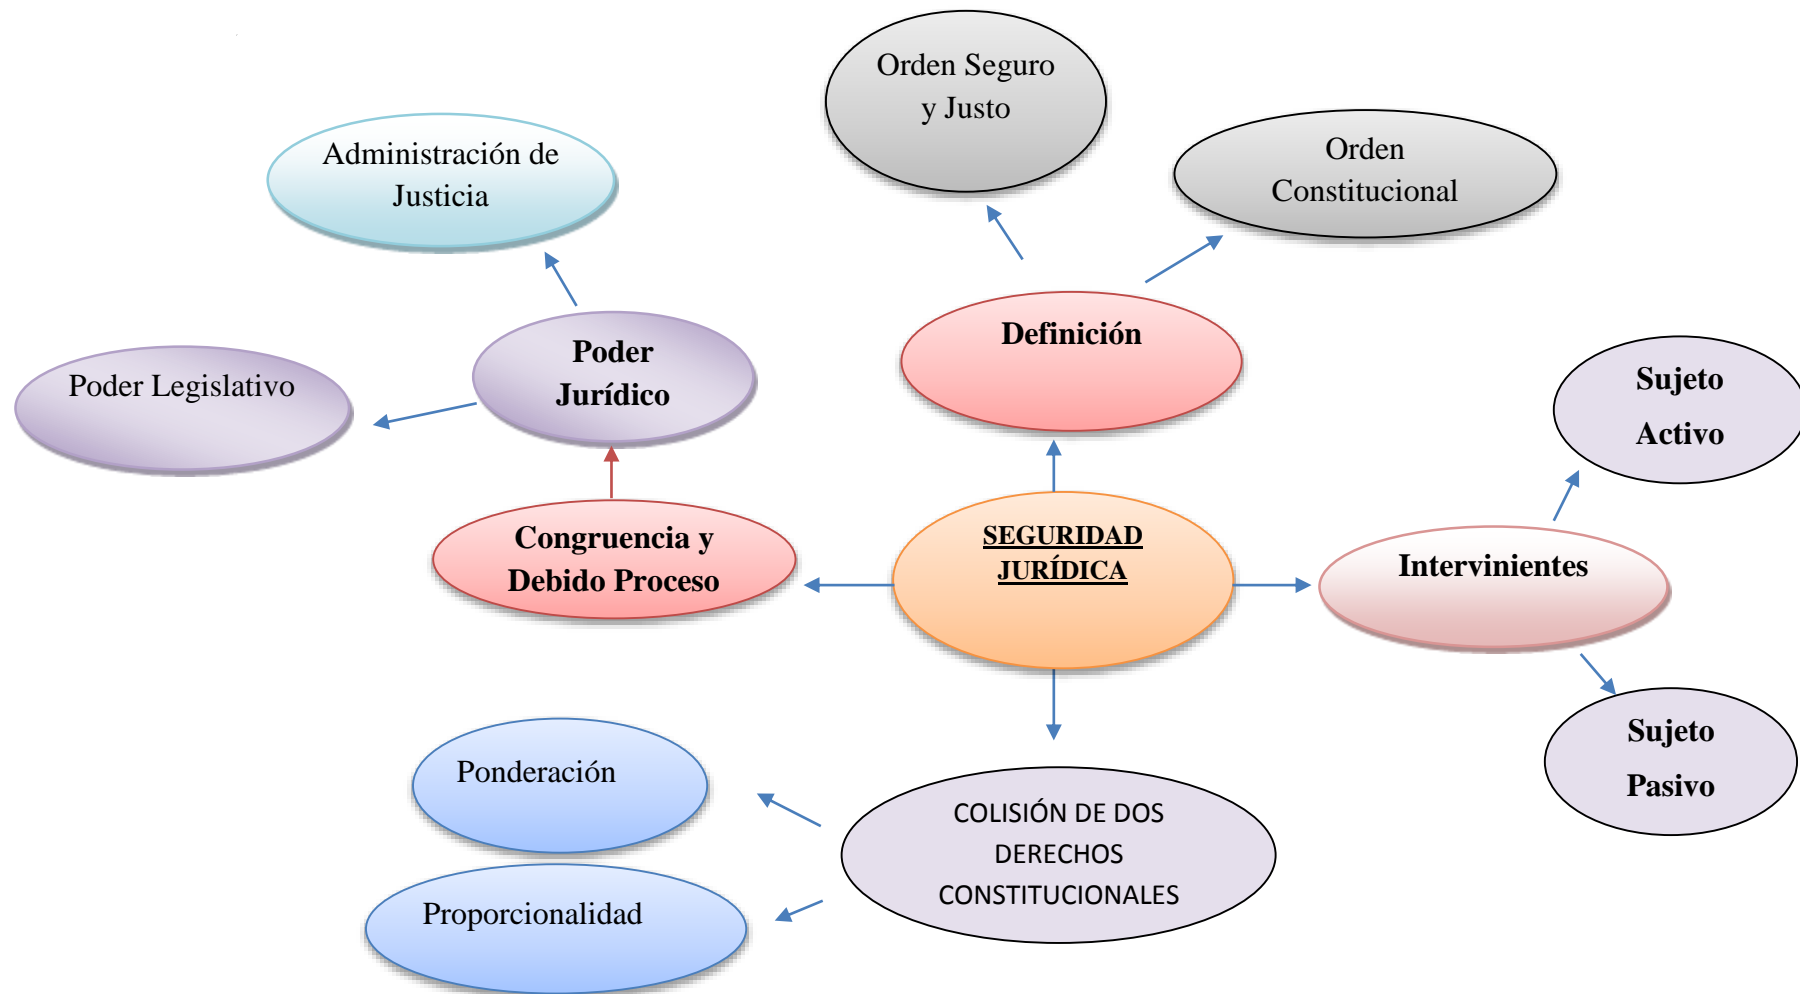 Orden Seguro
y Justo
Orden
Constitucional
Administración de
Justicia
Definición
Poder
Jurídico
Poder Legislativo
Sujeto
Activo
Congruencia y
Debido Proceso
SEGURIDAD
JURÍDICA
Intervinientes
Sujeto
Pasivo
Ponderación
COLISIÓN DE DOS
DERECHOS
CONSTITUCIONALES
Proporcionalidad